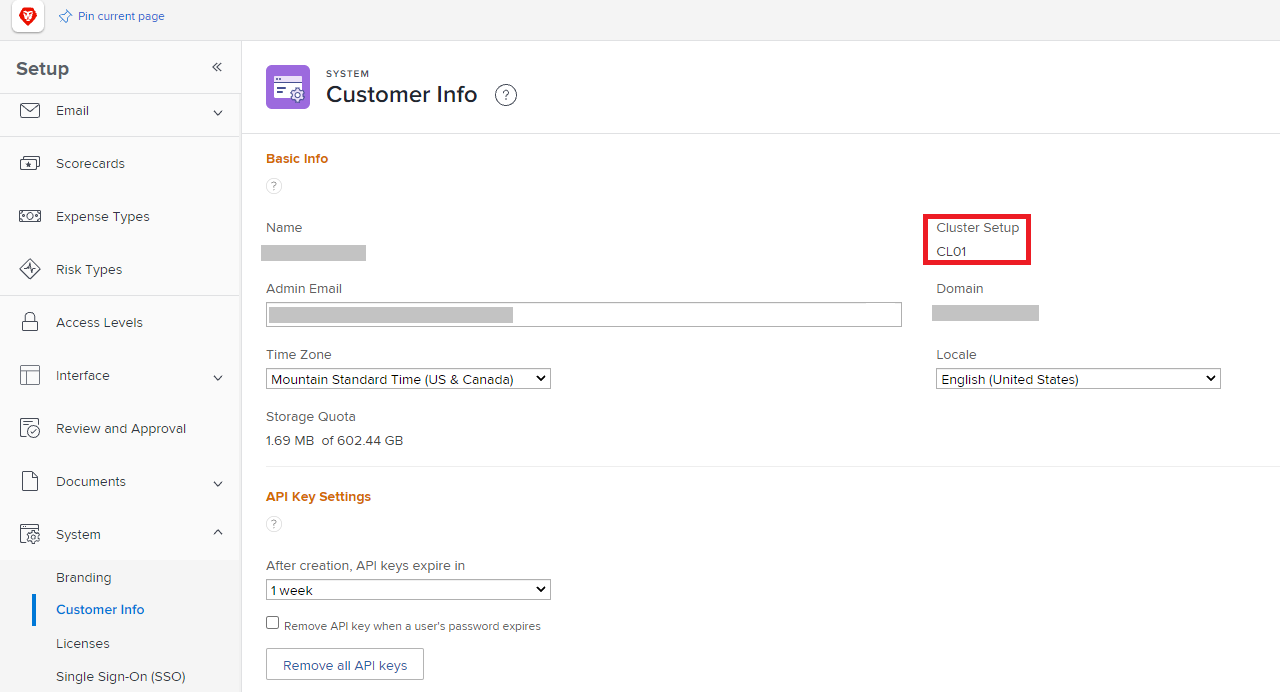 Pin current page
Setup
Email
Scorecards
Expense Types
Risk Types
Access Levels
Interface
Review and Approval
Documents
System
Branding
Customer Info
Licenses
Single Sign-On (SSO)
SYSTEM
Customer Info ?
Basic Info
?
Name
Cluster Setup
CL01
Admin Email
Domain
Time Zone
Mountain Standard Time (US & Canada)
Locale
English (United States)
Storage Quota
1.69 MB of 602.44 GB
API Key Settings
?
After creation, API keys expire in
1 week
Remove API key when a user's password expires
Remove all API keys